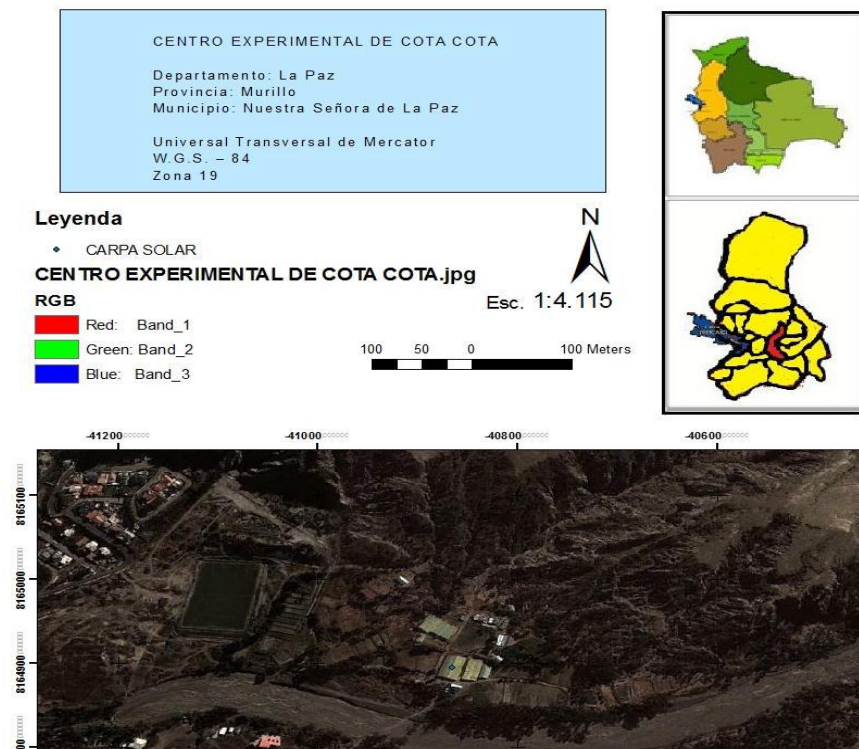 CENTRO EXPERIMENTAL DE COTA COTA
Departamento: La Paz
Provincia: Murillo
Municipio: Nuestra Señora de La Paz
Universal Transversal de Mercator
W.G.S. – 84
Zona 19
Leyenda
CARPA SOLAR
CENTRO EXPERIMENTAL DE COTA COTA.jpg
RGB
Red: Band_1
Green: Band_2
Blue: Band_3
N
Esc. 1:4.115
100 50 0 100 Meters
-41200 -41000 -40800 -40600
8165100
8165000
8164900